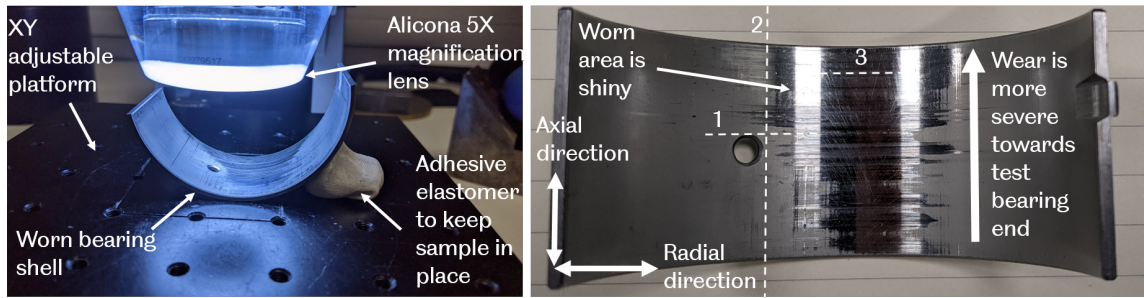 XY
adjustable
platform
Alicona 5X
magnification
lens
Worn bearing
shell
Adhesive
elastomer
to keep
sample in
place
Worn
area is
shiny
2
3
1
Axial
direction
Radial
direction
Wear is
more
severe
towards
test
bearing
end